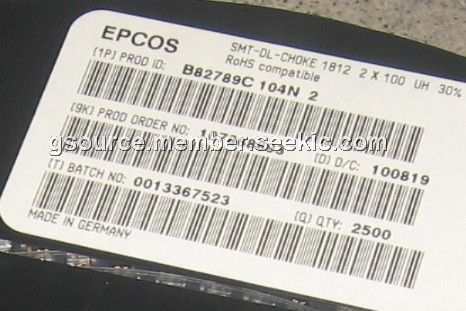 EPCOS
SMT-DL-CHOKE 1812 2 X 100 UH 30%
RoHS compatible
[1P] PROD ID: B82789C 104N 2
[9K] PROD ORDER NO:
[D] D/C: 100819
gsource.memberseekic.com
[T] BATCH NO: 0013367523
[Q] QTY: 2500
MADE IN GERMANY